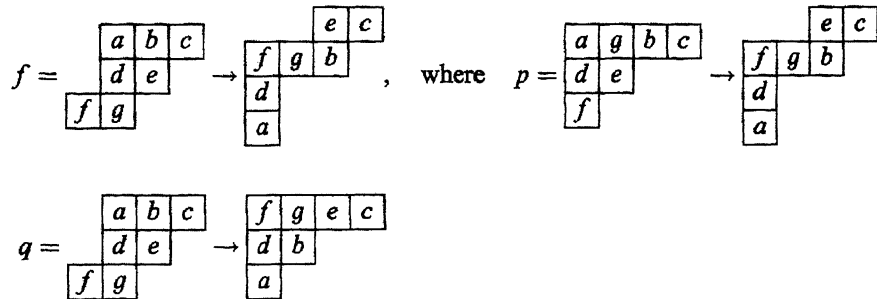 e c e c
a b c a g b c
f g b f g b
f = d e → , where p = d e →
d d
f g f
a a
a b c f g e c
q = d e → d b
f g a